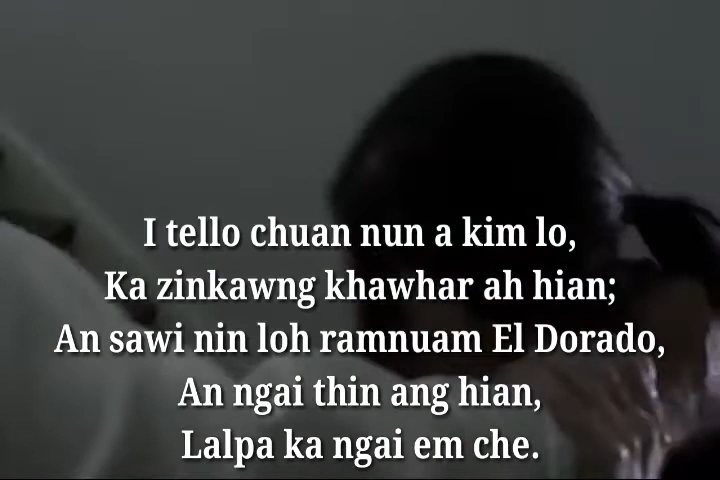 I tello chuan nun a kim lo,
Ka zinkawng khawhar ah hian;
An sawi nin loh ramnuam El Dorado,
An ngai thin ang hian,
Lalpa ka ngai em che.